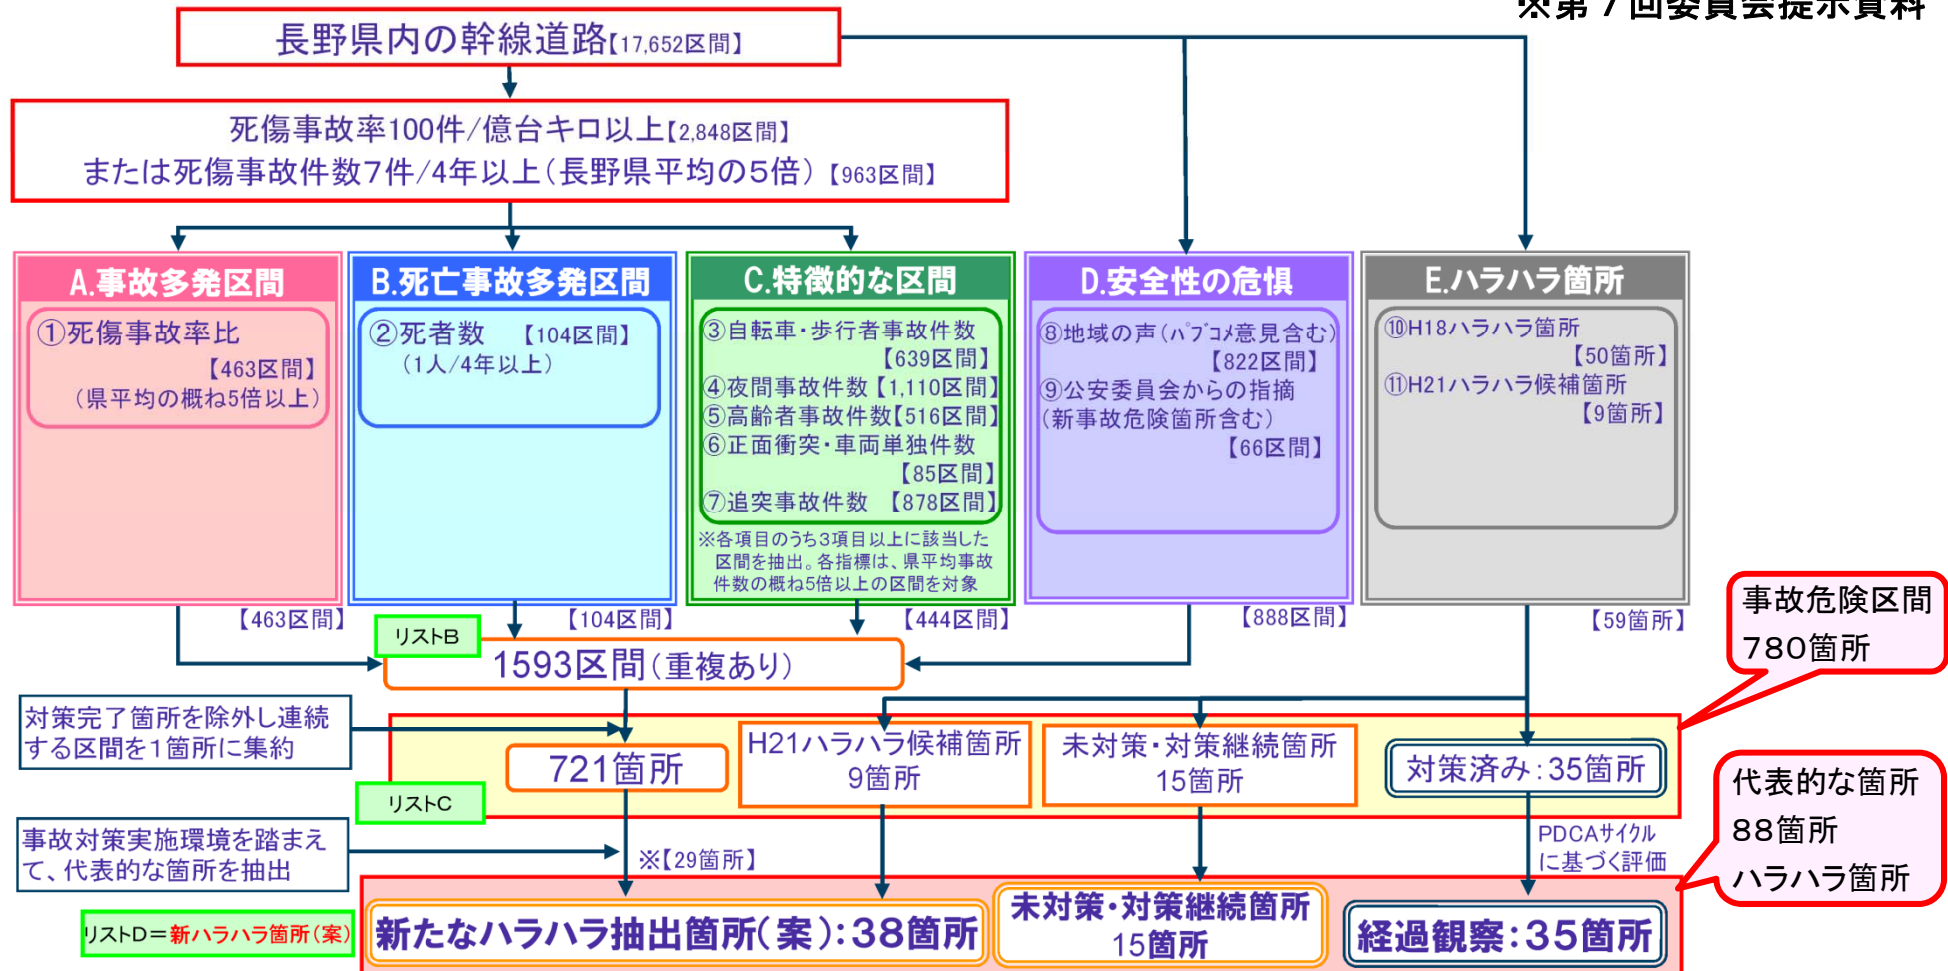 ※第7回委員会提示資料
長野県内の幹線道路【17,652区間】
死傷事故率100件/億台キロ以上【2,848区間】
または死傷事故件数7件/4年以上(長野県平均の5倍)【963区間】
A.事故多発区間
①死傷事故率比
【463区間】
(県平均の概ね5倍以上)
【463区間】
B.死亡事故多発区間
②死者数 【104区間】
(1人/4年以上)
【104区間】
C.特徴的な区間
③自転車・歩行者事故件数
【639区間】
④夜間事故件数【1,110区間】
⑤高齢者事故件数【516区間】
⑥正面衝突・車両単独件数
【85区間】
⑦追突事故件数 【878区間】
※各項目のうち3項目以上に該当した
区間を抽出。各指標は、県平均事故
件数の概ね5倍以上の区間を対象
【444区間】
D.安全性の危惧
⑧地域の声(パブコメ意見含む)
【822区間】
⑨公安委員会からの指摘
(新事故危険箇所含む)
【66区間】
【888区間】
E.ハラハラ箇所
⑩H18ハラハラ箇所
【50箇所】
⑪H21ハラハラ候補箇所
【9箇所】
【59箇所】
事故危険区間
780箇所
リストB
1593区間(重複あり)
対策完了箇所を除外し連続
する区間を1箇所に集約
721箇所
H21ハラハラ候補箇所
9箇所
未対策・対策継続箇所
15箇所
対策済み:35箇所
リストC
代表的な箇所
88箇所
ハラハラ箇所
事故対策実施環境を踏まえ
て、代表的な箇所を抽出
※【29箇所】
PDCAサイクル
に基づく評価
リストD=新ハラハラ箇所(案)
新たなハラハラ抽出箇所(案):38箇所
未対策・対策継続箇所
15箇所
経過観察:35箇所